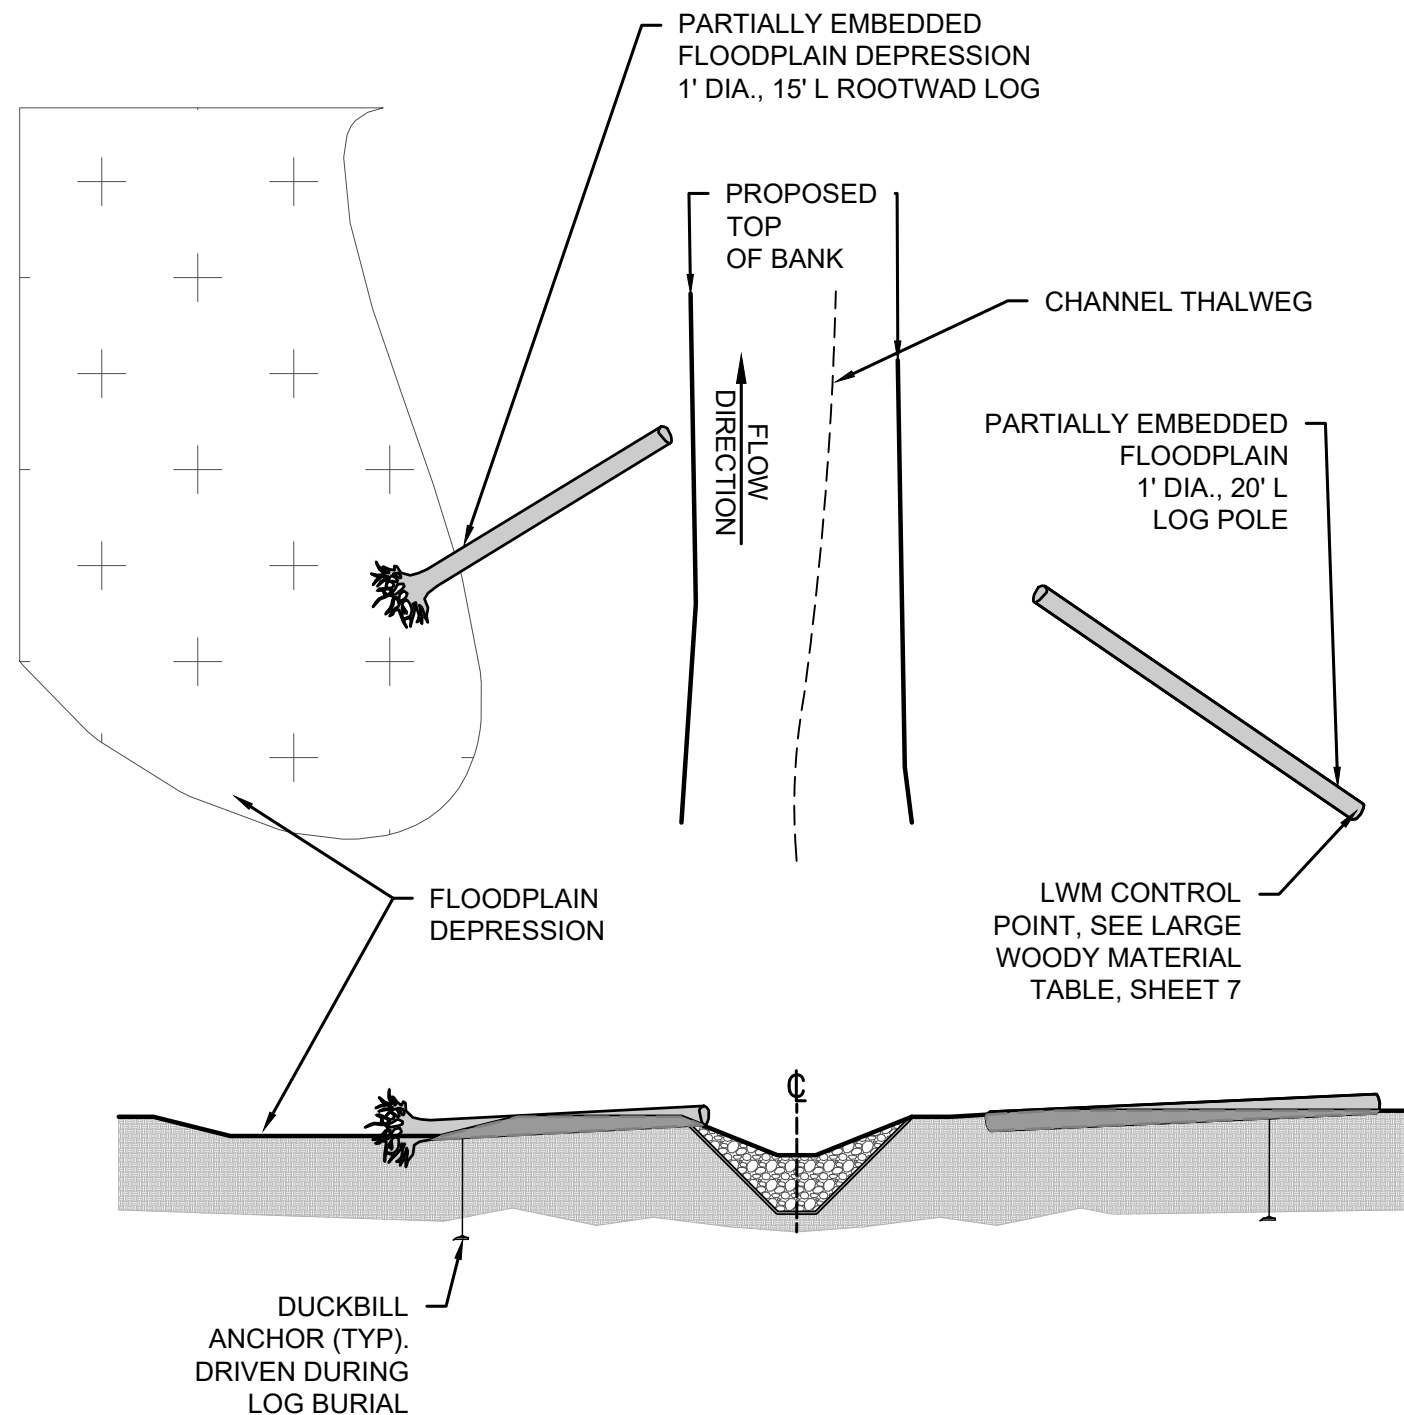 PARTIALLY EMBEDDED
FLOODPLAIN DEPRESSION
1' DIA., 15' L ROOTWAD LOG
PROPOSED
TOP
OF BANK
CHANNEL THALWEG
FLOW
DIRECTION
PARTIALLY EMBEDDED
FLOODPLAIN
1' DIA., 20' L
LOG POLE
FLOODPLAIN
DEPRESSION
LWM CONTROL
POINT, SEE LARGE
WOODY MATERIAL
TABLE, SHEET 7
℄
DUCKBILL
ANCHOR (TYP).
DRIVEN DURING
LOG BURIAL